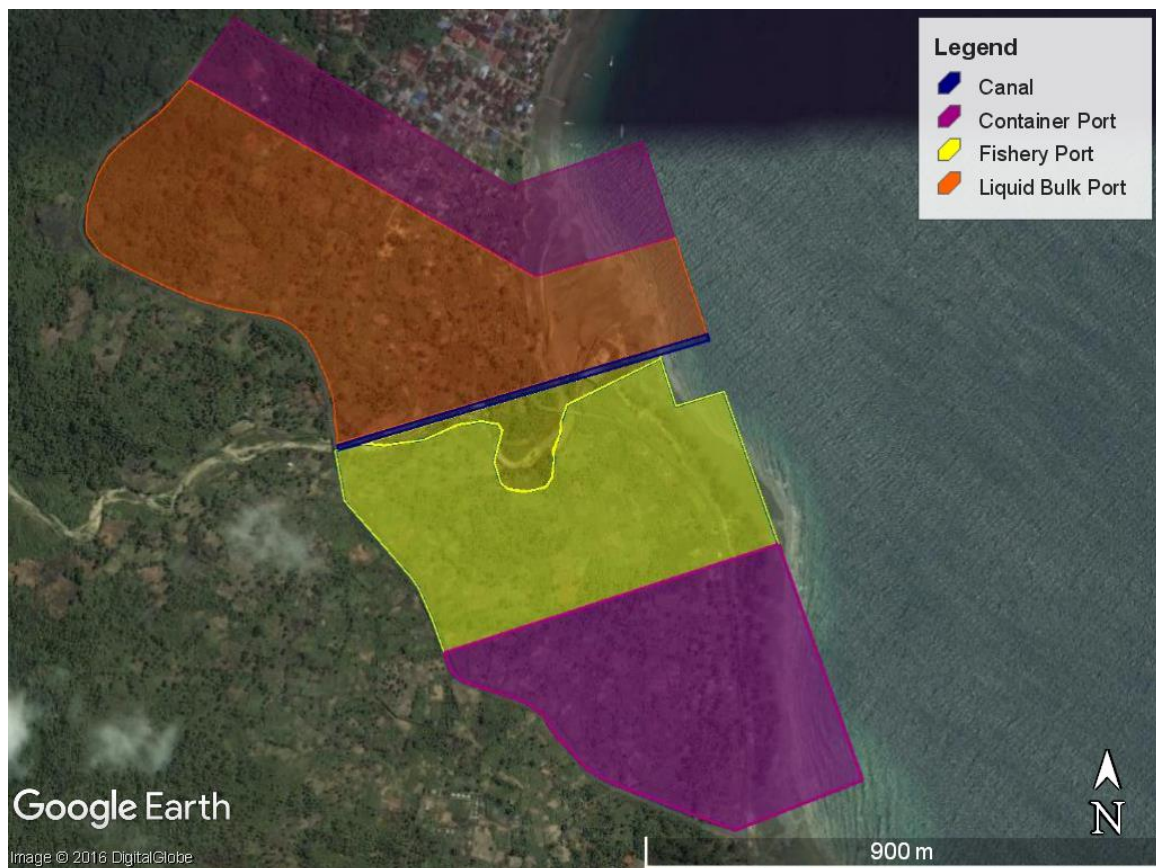 Legend
Canal
Container Port
Fishery Port
Liquid Bulk Port
N
Google Earth
900 m
Image © 2016 DigitalGlobe